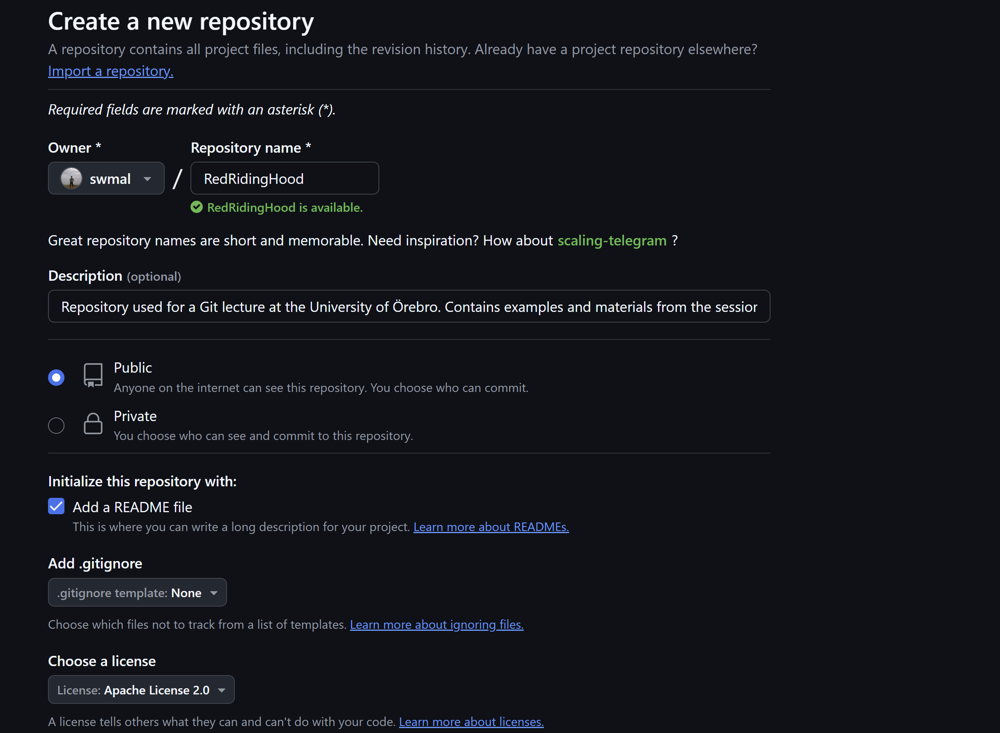 Create a new repository
A repository contains all project files, including the revision history. Already have a project repository elsewhere?
Import a repository.
Required fields are marked with an asterisk (*).
Owner *
Repository name *
swmal
/
RedRidingHood
RedRidingHood is available.
Great repository names are short and memorable. Need inspiration? How about scaling-telegram ?
Description (optional)
Repository used for a Git lecture at the University of Örebro. Contains examples and materials from the
Public
Anyone on the internet can see this repository. You choose who can commit.
Private
You choose who can see and commit to this repository.
Initialize this repository with:
Add a README file
This is where you can write a long description for your project. Learn more about READMEs.
Add .gitignore
.gitignore template: None
Choose which files not to track from a list of templates. Learn more about ignoring files.
Choose a license
License: Apache License 2.0
A license tells others what they can and can't do with your code. Learn more about licenses.